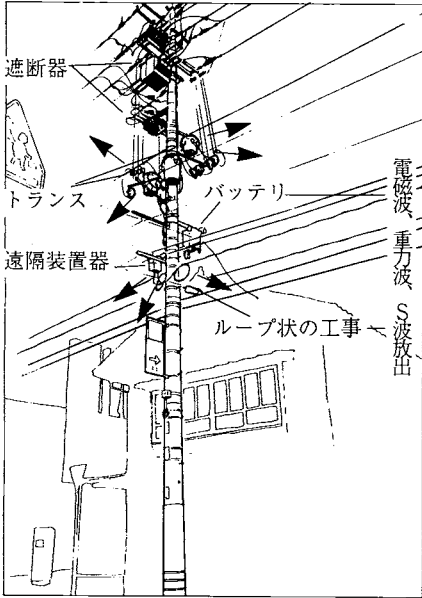 遮断器
トランス
バッテリ
遠隔装置器
ループ状の工事
電磁波、重力波、S波放出